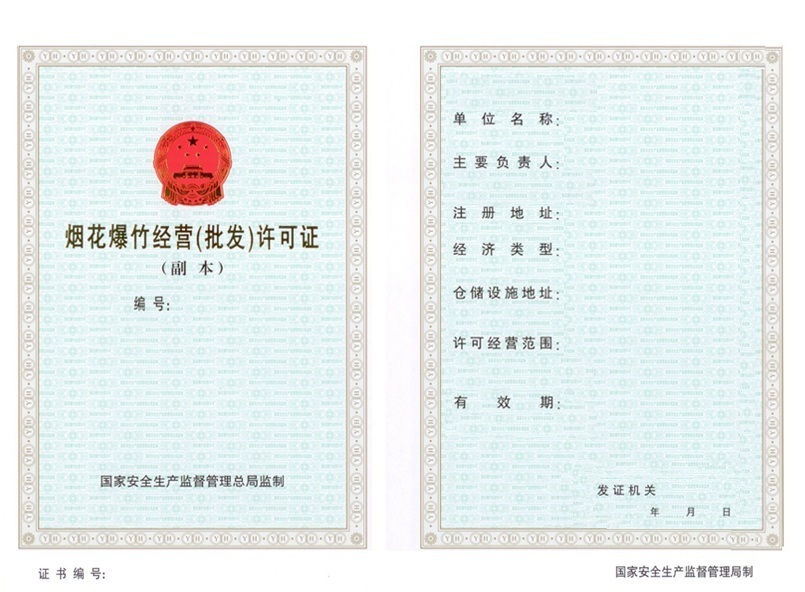 烟花爆竹经营(批发)许可证
(副 本)
编 号:
国家安全生产监督管理总局监制
证 书 编 号:
单 位 名 称:
主 要 负 责 人:
注 册 地 址:
经 济 类 型:
仓储设施地址:
许可经营范围:
有 效 期:
发证机关
年 月 日
国家安全生产监督管理局制